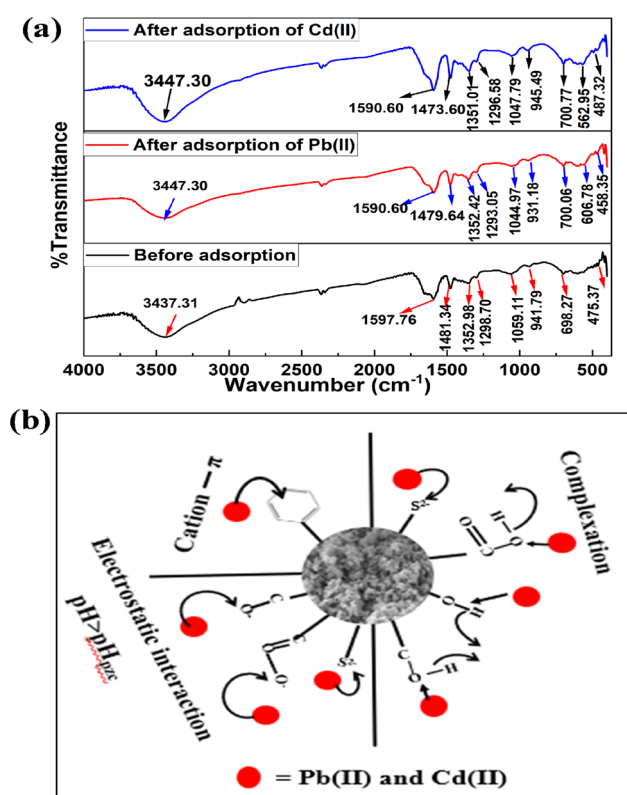 (a)
After adsorption of Cd(II)
3447.30
1590.60
1473.60
1351.01
1296.58
1047.79
945.49
700.77
562.95
487.32
After adsorption of Pb(II)
3447.30
1590.60
1479.64
1352.42
1293.05
1044.97
931.18
700.06
606.78
458.35
Before adsorption
3437.31
1597.76
1481.34
1352.98
1298.70
1059.11
941.79
698.27
475.37
%Transmittance
4000 3500 3000 2500 2000 1500 1000 500
Wavenumber (cm⁻¹)
(b)
Cation – π
S²⁻
Complexation
O
C
O
H
O
H
C
O
H
S²⁻
Electrostatic interaction
pH>pHpzc
O⁻
C
O
C
O⁻
= Pb(II) and Cd(II)